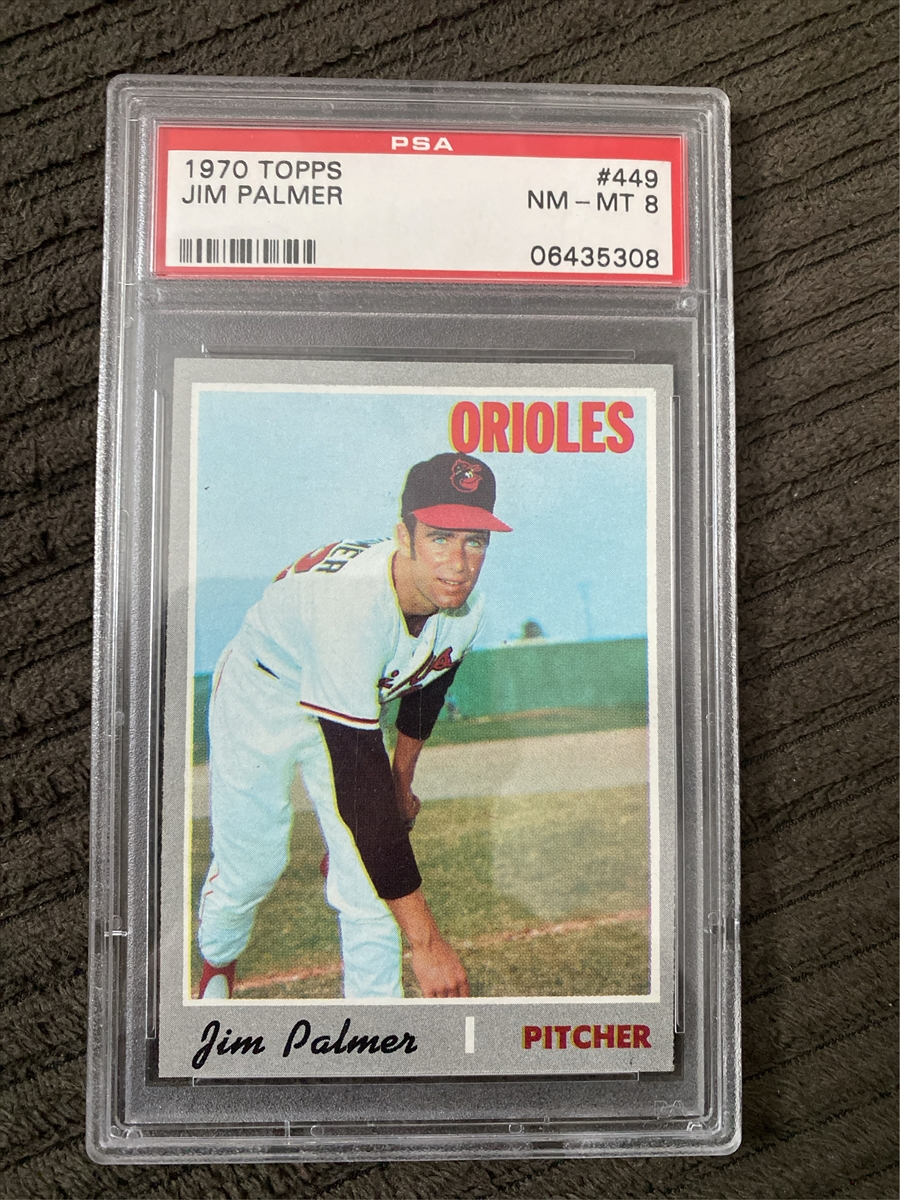 PSA
1970 TOPPS #449
JIM PALMER NM - MT 8
06435308
ORIOLES
Jim Palmer PITCHER